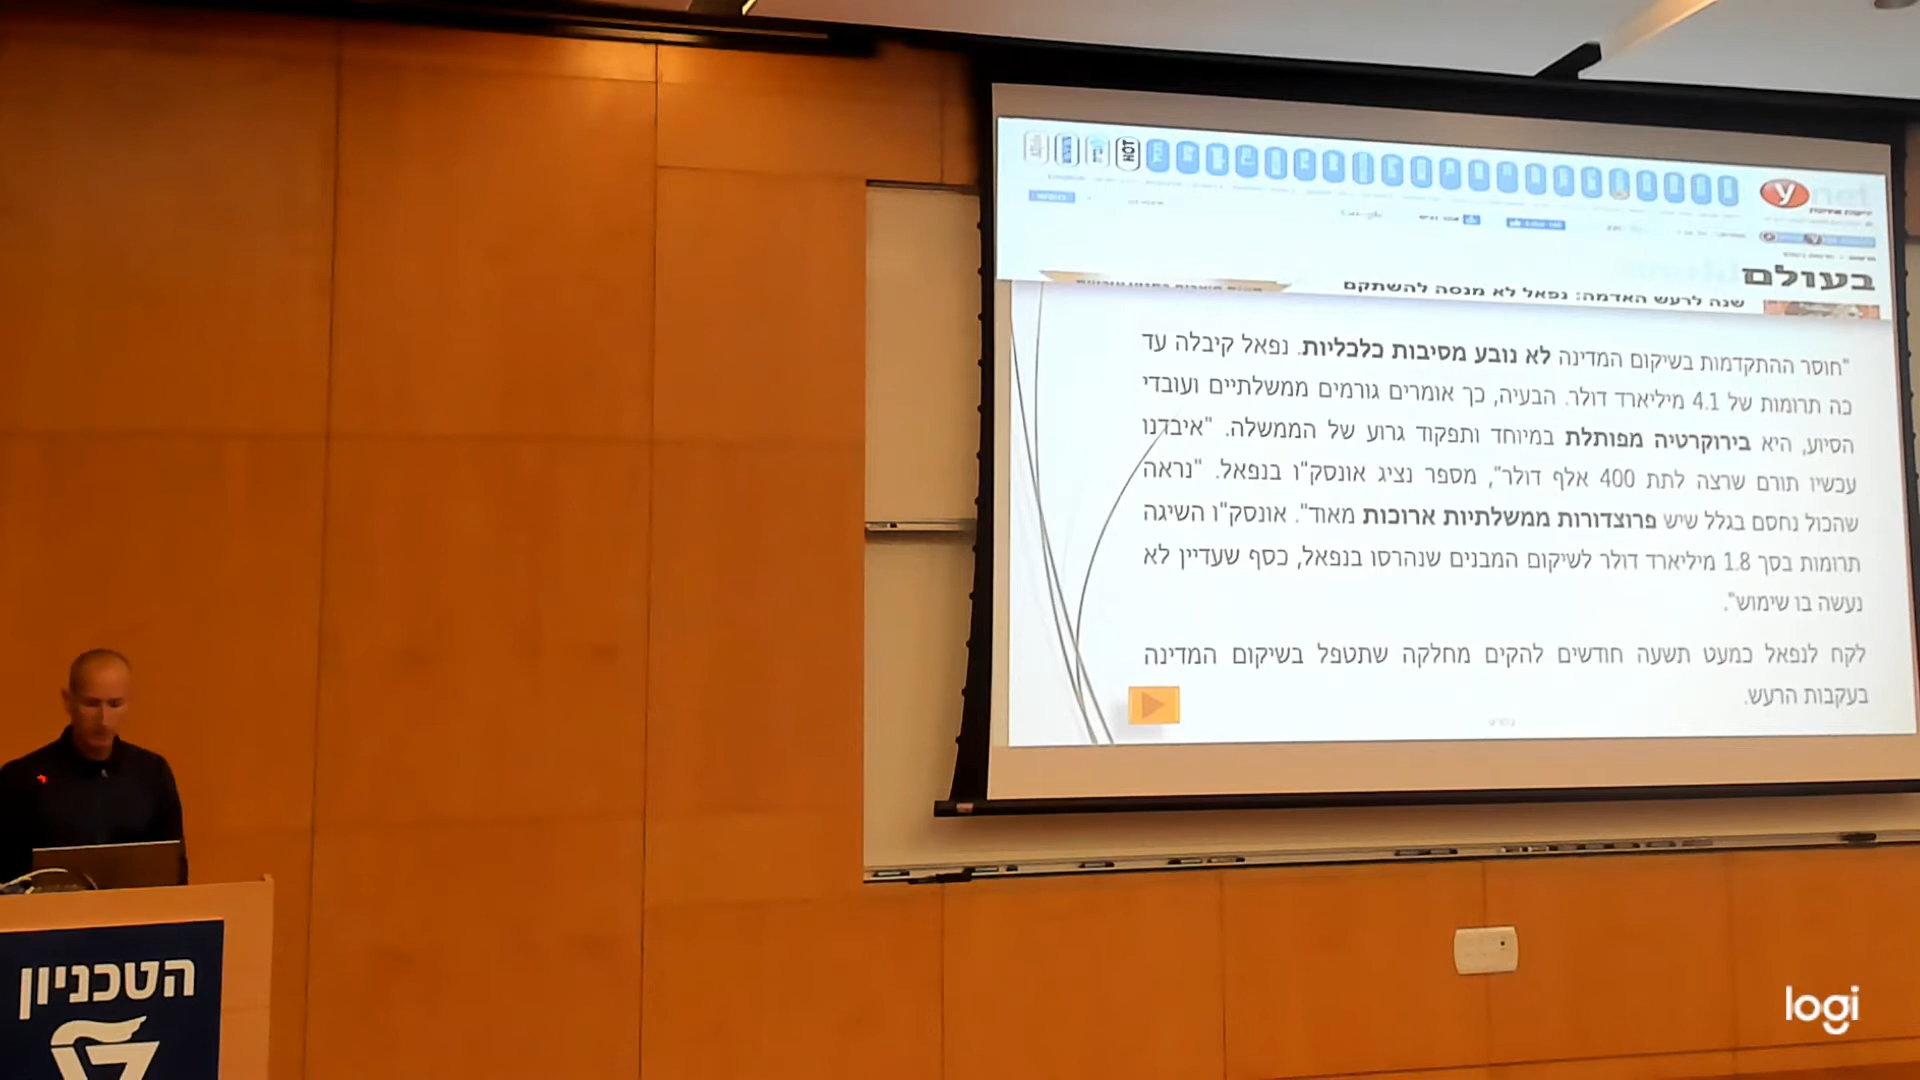 HOT
ynet
בעולם
שנה לרעש האדמה: נפאל לא מנסה להשתקם
"חוסר ההתקדמות בשיקום המדינה לא נובע מסיבות כלכליות. נפאל קיבלה עד
כה תרומות של 4.1 מיליארד דולר. הבעיה, כך אומרים גורמים ממשלתיים ועובדי
הסיוע, היא בירוקרטיה מפותלת במיוחד ותפקוד גרוע של הממשלה. "איבדנו
עכשיו תורם שרצה לתת 400 אלף דולר", מספר נציג אונסק"ו בנפאל. "נראה
שהכול נחסם בגלל שיש פרוצדורות ממשלתיות ארוכות מאוד". אונסק"ו השיגה
תרומות בסך 1.8 מיליארד דולר לשיקום המבנים שנהרסו בנפאל, כסף שעדיין לא
נעשה בו שימוש".
לקח לנפאל כמעט תשעה חודשים להקים מחלקה שתטפל בשיקום המדינה
בעקבות הרעש.
הטכניון
logi